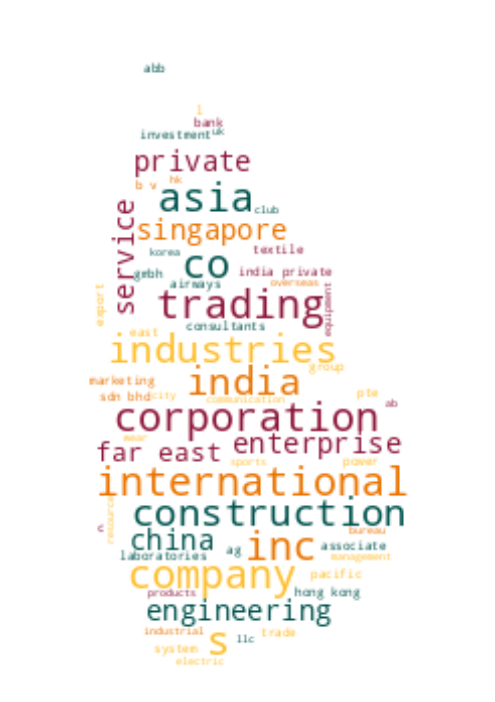 abb
l
bank
investment uk
private
b v hk
asia
service
club
singapore
korea textile
co
gmbh india private
airways overseas
export
trading
equipment
consultants
east
industries
group
marketing india
sdn bhd city communication pte
corporation ab
wear
enterprise
far east
sports power
international
resource
construction
c bureau
china inc
ag associate
laboratories management
company pacific
products hong kong
engineering
industrial s trade
llc
system
electric